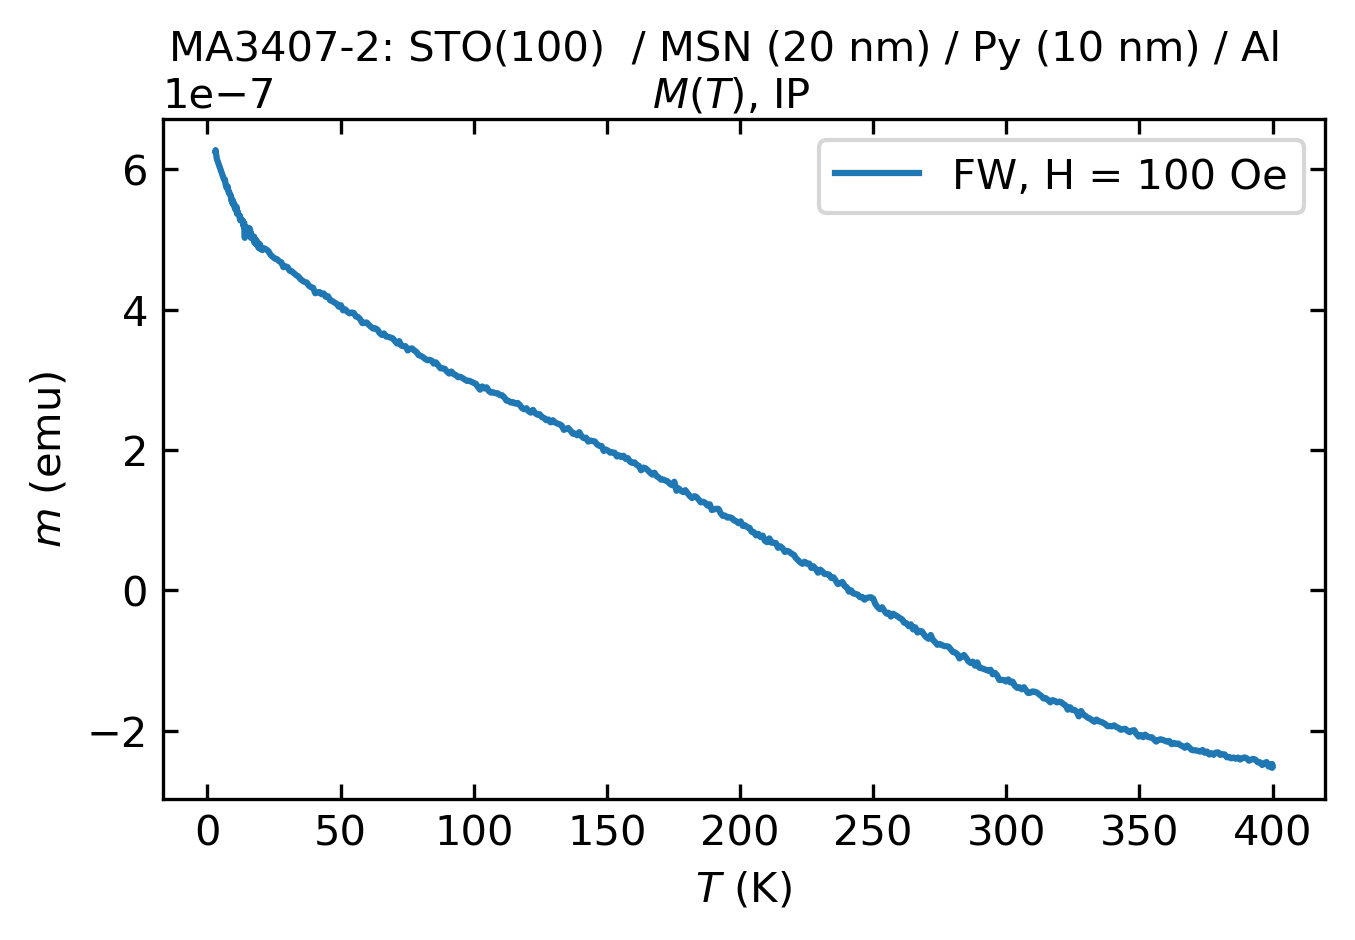 MA3407-2: STO(100)  / MSN (20 nm) / Py (10 nm) / Al
1e−7
M(T), IP
FW, H = 100 Oe
6
4
2
0
−2
m (emu)
0 50 100 150 200 250 300 350 400
T (K)